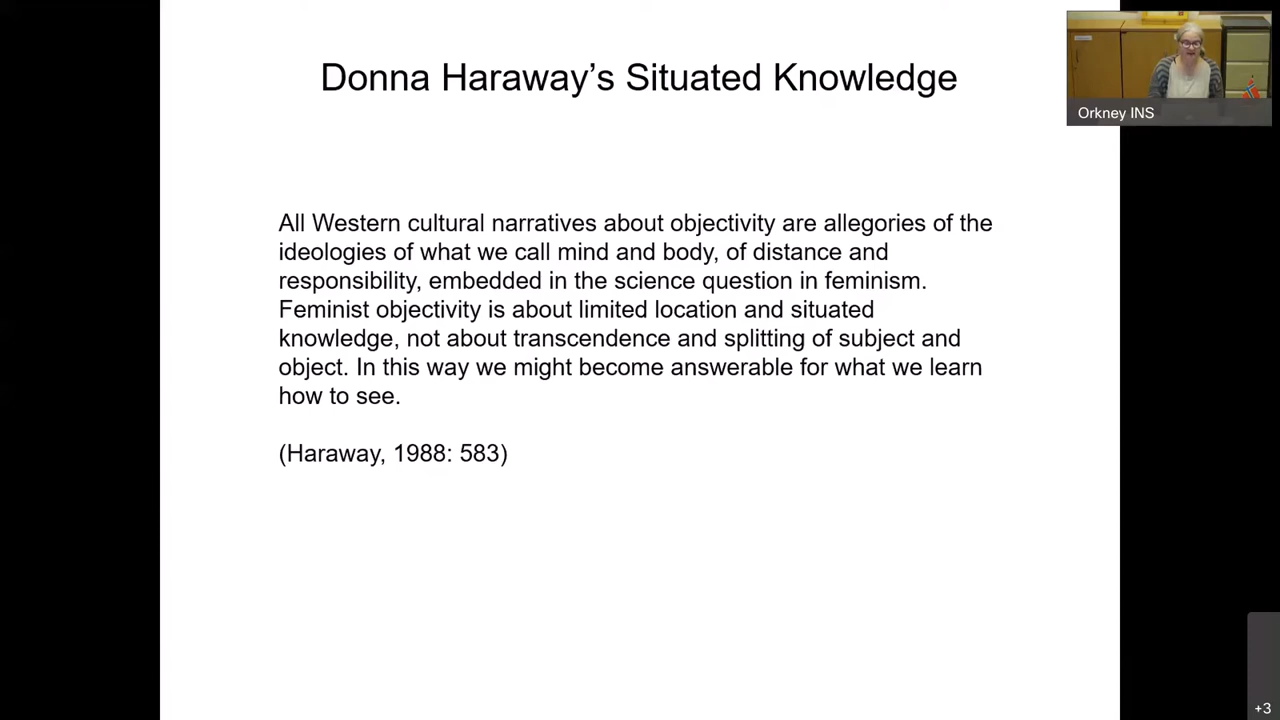 Donna Haraway’s Situated Knowledge
Orkney INS
All Western cultural narratives about objectivity are allegories of the
ideologies of what we call mind and body, of distance and
responsibility, embedded in the science question in feminism.
Feminist objectivity is about limited location and situated
knowledge, not about transcendence and splitting of subject and
object. In this way we might become answerable for what we learn
how to see.
(Haraway, 1988: 583)
+3